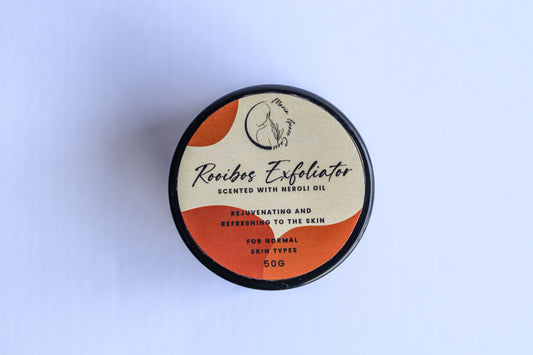 Rooibos Exfoliator
SCENTED WITH NEROLI OIL
REJUVENATING AND
REFRESHING TO THE SKIN
FOR NORMAL
SKIN TYPES
50G